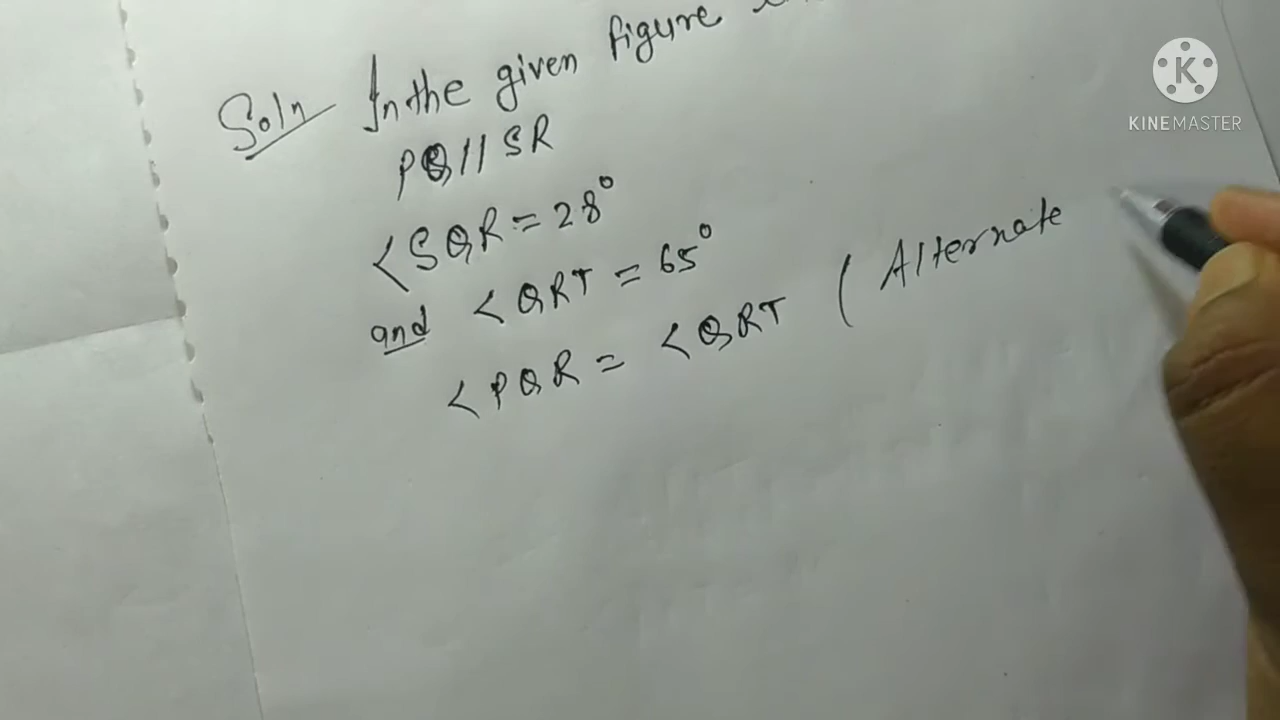 Soln In the given figure
PQ // SR
<SQR = 28°
and <QRT = 65°
<PQR = <QRT ( Alternate
K
KINEMASTER